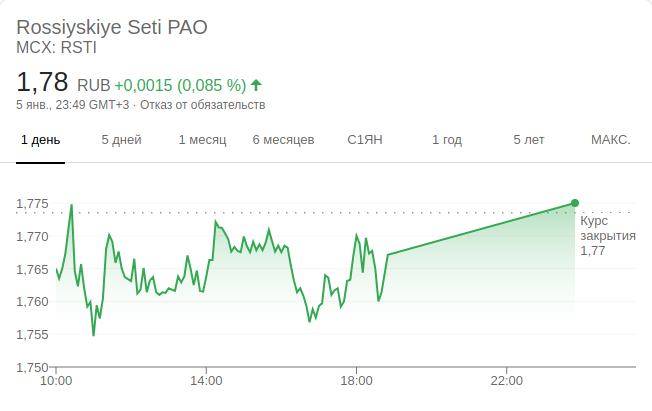 Rossiyskiye Seti PAO
MCX: RSTI
1,78 RUB +0,0015 (0,085 %)
5 янв., 23:49 GMT+3 · Отказ от обязательств
1 день 5 дней 1 месяц 6 месяцев С1ЯН 1 год 5 лет МАКС.
1,775
Курс
закрытия
1,77
1,770
1,765
1,760
1,755
1,750
10:00 14:00 18:00 22:00